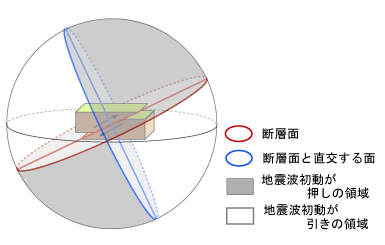 断層面
断層面と直交する面
地震波初動が
押しの領域
地震波初動が
引きの領域